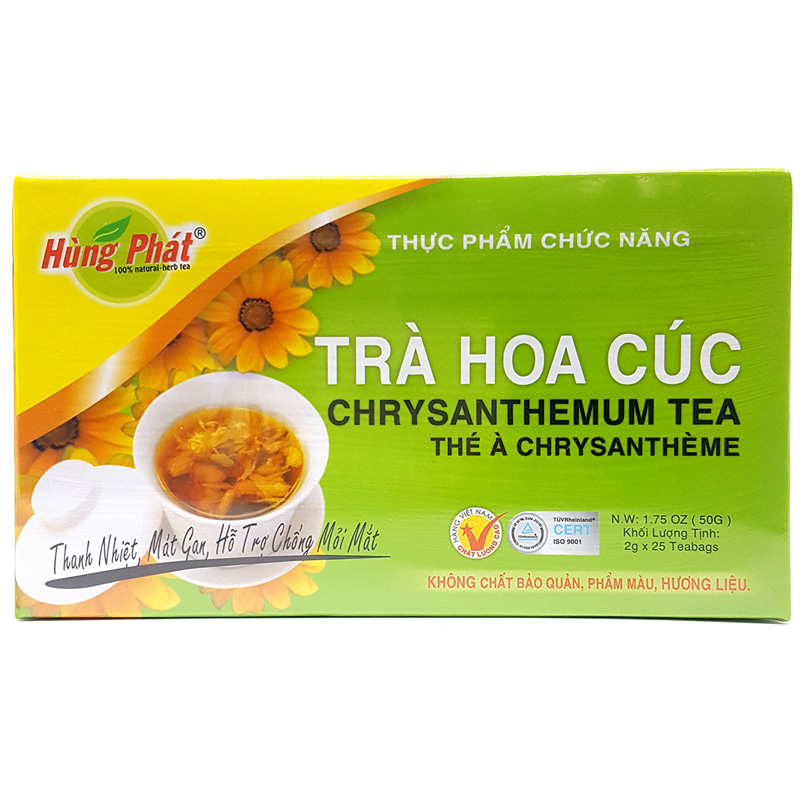 Hùng Phát®
100% natural-herb tea
THỰC PHẨM CHỨC NĂNG
TRÀ HOA CÚC
CHRYSANTHEMUM TEA
THÉ À CHRYSANTHÈME
Thanh Nhiệt, Mát Gan, Hỗ Trợ Chống Mỏi Mắt
HÀNG VIỆT NAM
CHẤT LƯỢNG CAO
TÜVRheinland®
CERT
ISO 9001
N.W: 1.75 OZ ( 50G )
Khối Lượng Tịnh:
2g x 25 Teabags
KHÔNG CHẤT BẢO QUẢN, PHẨM MÀU, HƯƠNG LIỆU.